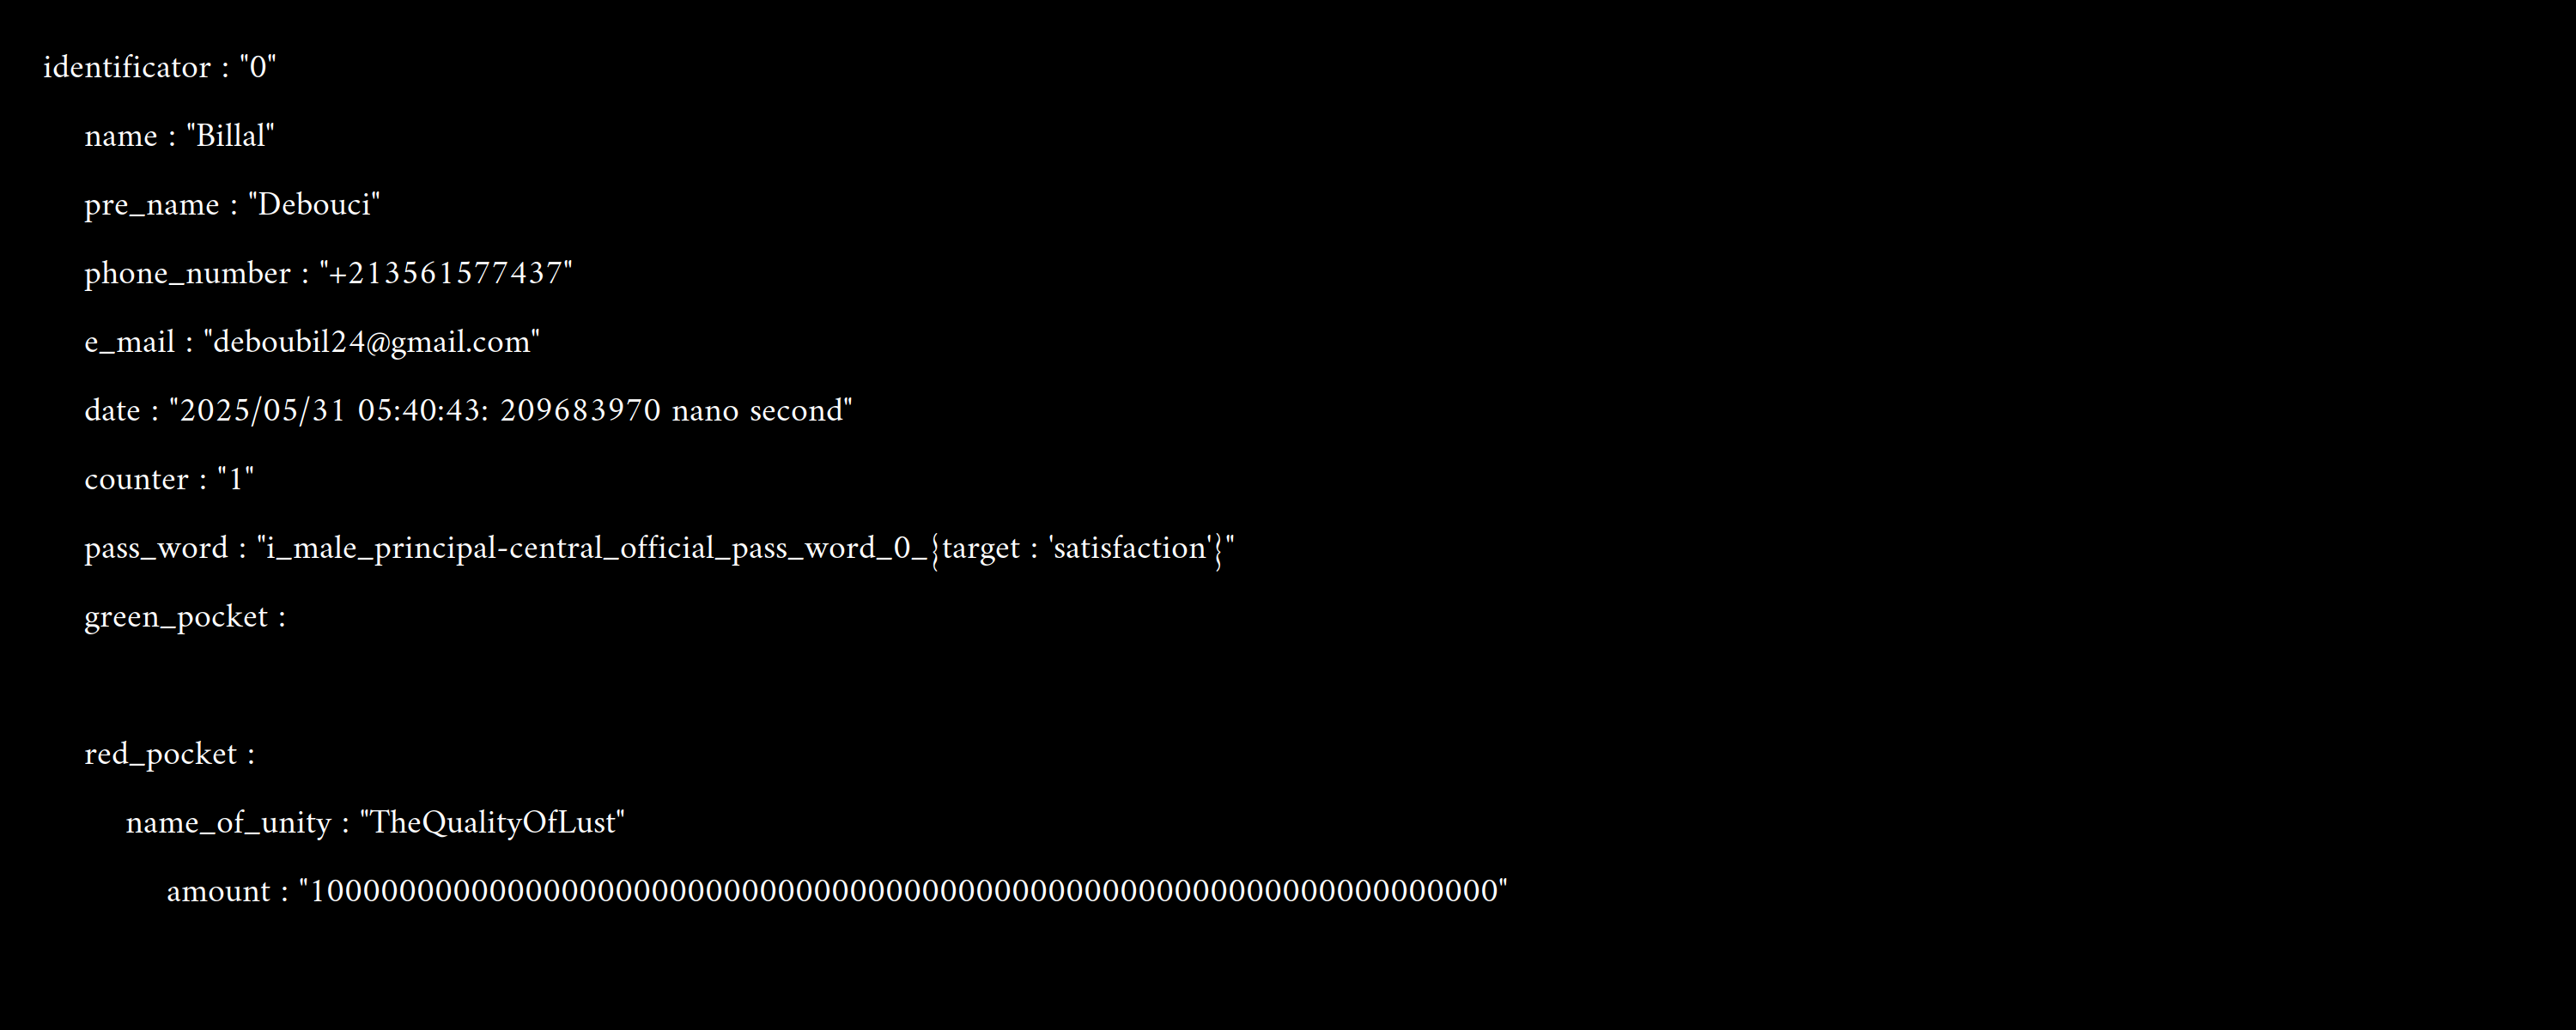 identificator : "0"
name : "Billal"
pre_name : "Debouci"
phone_number : "+213561577437"
e_mail : "deboubil24@gmail.com"
date : "2025/05/31 05:40:43: 209683970 nano second"
counter : "1"
pass_word : "i_male_principal-central_official_pass_word_0_{target : 'satisfaction'}"
green_pocket :
red_pocket :
name_of_unity : "TheQualityOfLust"
amount : "100000000000000000000000000000000000000000000000000000000000000000"